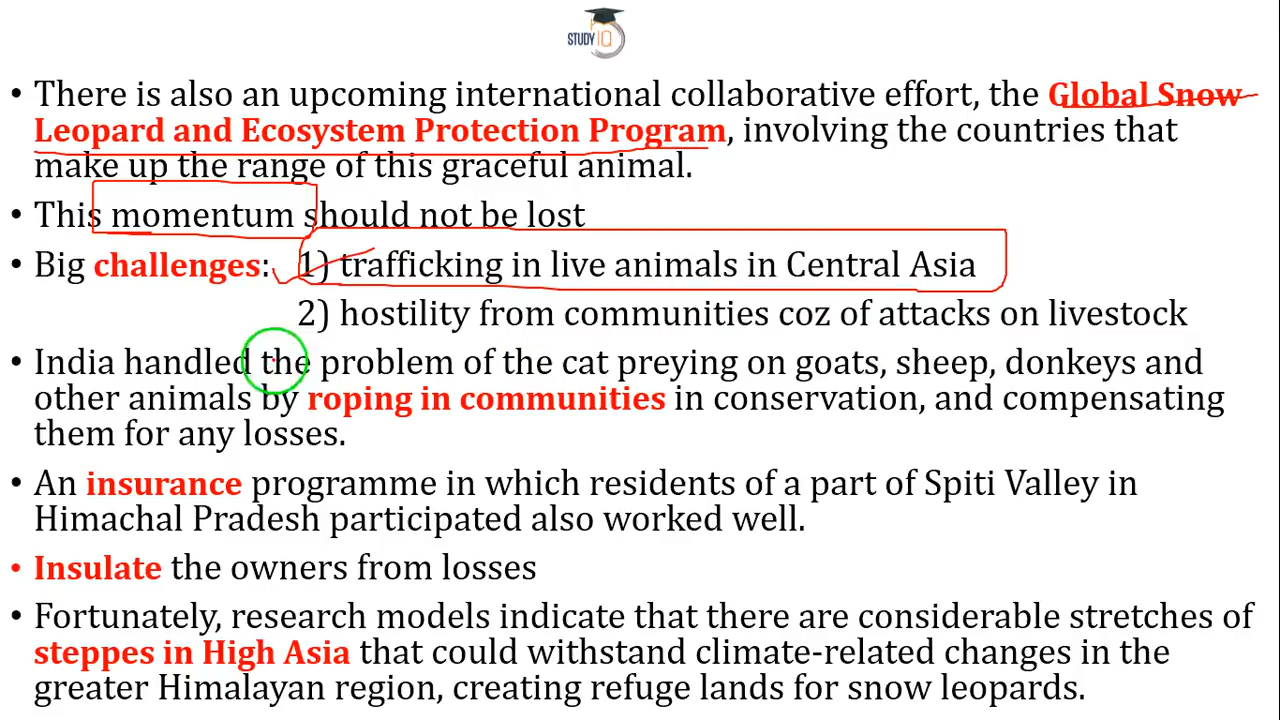 STUDY IQ
• There is also an upcoming international collaborative effort, the Global Snow
Leopard and Ecosystem Protection Program, involving the countries that
make up the range of this graceful animal.
• This momentum should not be lost
• Big challenges: 1) trafficking in live animals in Central Asia
2) hostility from communities coz of attacks on livestock
• India handled the problem of the cat preying on goats, sheep, donkeys and
other animals by roping in communities in conservation, and compensating
them for any losses.
• An insurance programme in which residents of a part of Spiti Valley in
Himachal Pradesh participated also worked well.
• Insulate the owners from losses
• Fortunately, research models indicate that there are considerable stretches of
steppes in High Asia that could withstand climate-related changes in the
greater Himalayan region, creating refuge lands for snow leopards.